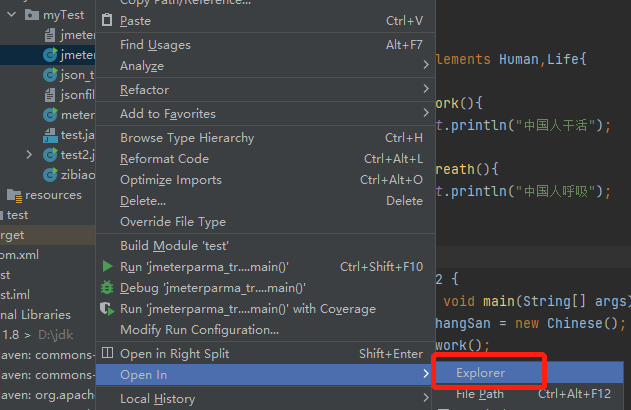 myTest
jmeter
jmeter
json_t
jsonfil
meter
test.ja
test2.j
zibiao
resources
test
rget
om.xml
st
st.iml
nal Libraries
1.8 > D:\jdk
aven: commons-
aven: commons-
aven: org.apach
Copy Path/Reference...
Paste Ctrl+V
Find Usages Alt+F7
Analyze
Refactor
Add to Favorites
Browse Type Hierarchy Ctrl+H
Reformat Code Ctrl+Alt+L
Optimize Imports Ctrl+Alt+O
Delete... Delete
Override File Type
Build Module 'test'
Run 'jmeterparma_tr....main()' Ctrl+Shift+F10
Debug 'jmeterparma_tr....main()'
Run 'jmeterparma_tr....main()' with Coverage
Modify Run Configuration...
Open in Right Split Shift+Enter
Open In
Local History
Explorer
File Path Ctrl+Alt+F12
lements Human,Life{
ork(){
t.println("中国人干活");
reath(){
t.println("中国人呼吸");
2 {
void main(String[] args)
hangSan = new Chinese();
work();